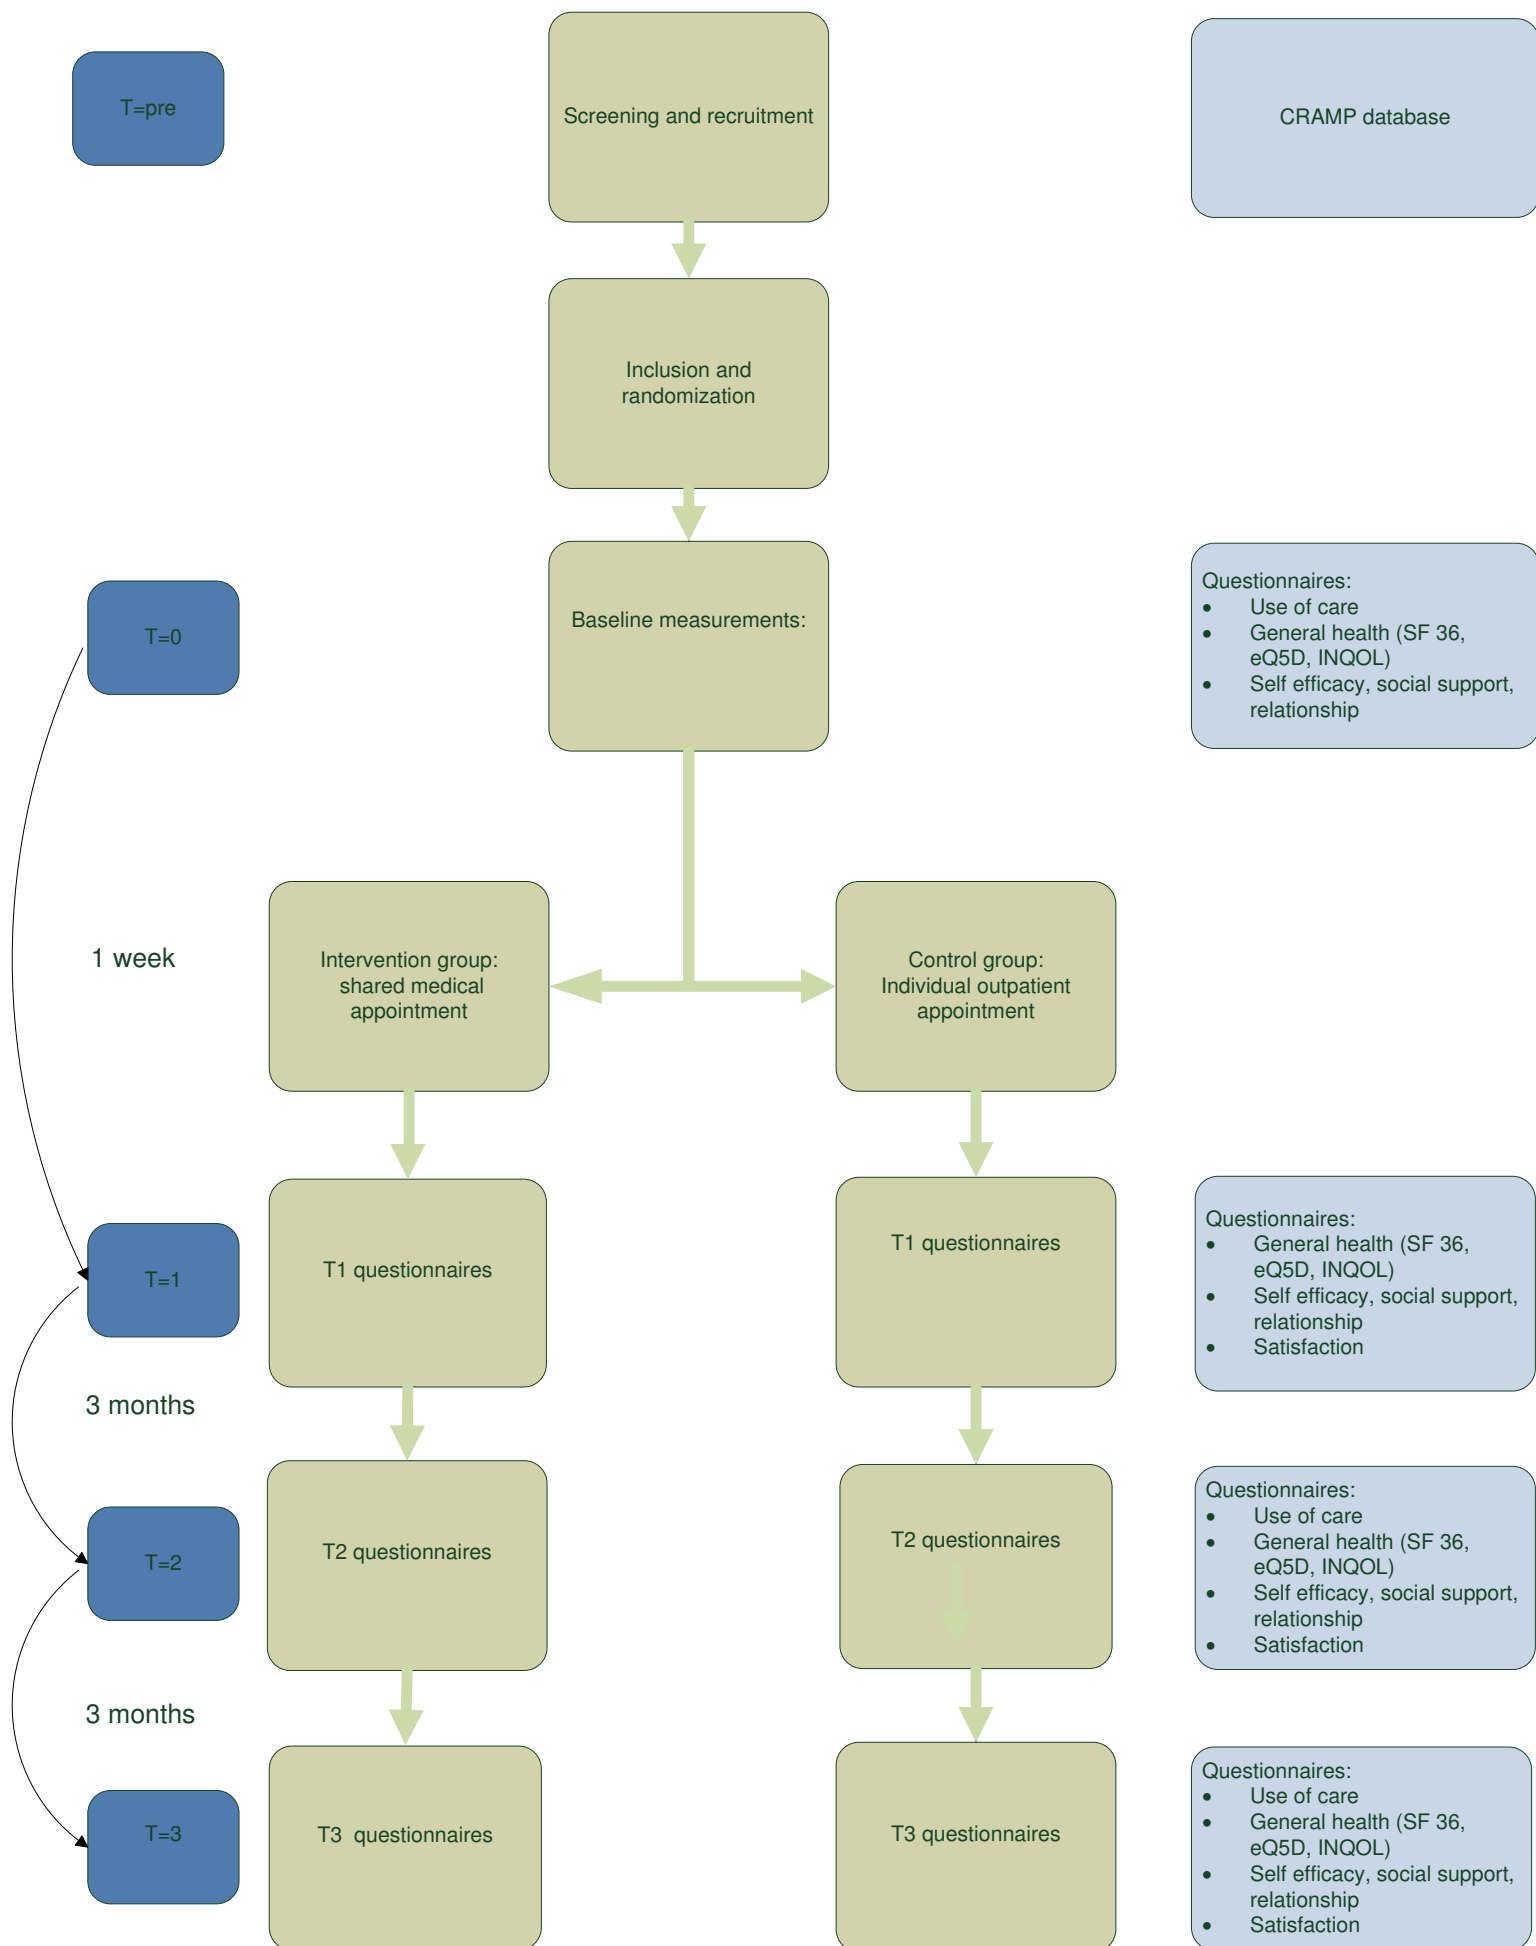 T=pre
Screening and recruitment
CRAMP database
Inclusion and
randomization
T=0
Baseline measurements:
Questionnaires:
• Use of care
• General health (SF 36,
eQ5D, INQOL)
• Self efficacy, social support,
relationship
1 week
Intervention group:
shared medical
appointment
Control group:
Individual outpatient
appointment
T=1
T1 questionnaires
T1 questionnaires
Questionnaires:
• General health (SF 36,
eQ5D, INQOL)
• Self efficacy, social support,
relationship
• Satisfaction
3 months
T=2
T2 questionnaires
T2 questionnaires
Questionnaires:
• Use of care
• General health (SF 36,
eQ5D, INQOL)
• Self efficacy, social support,
relationship
• Satisfaction
3 months
T=3
T3 questionnaires
T3 questionnaires
Questionnaires:
• Use of care
• General health (SF 36,
eQ5D, INQOL)
• Self efficacy, social support,
relationship
• Satisfaction